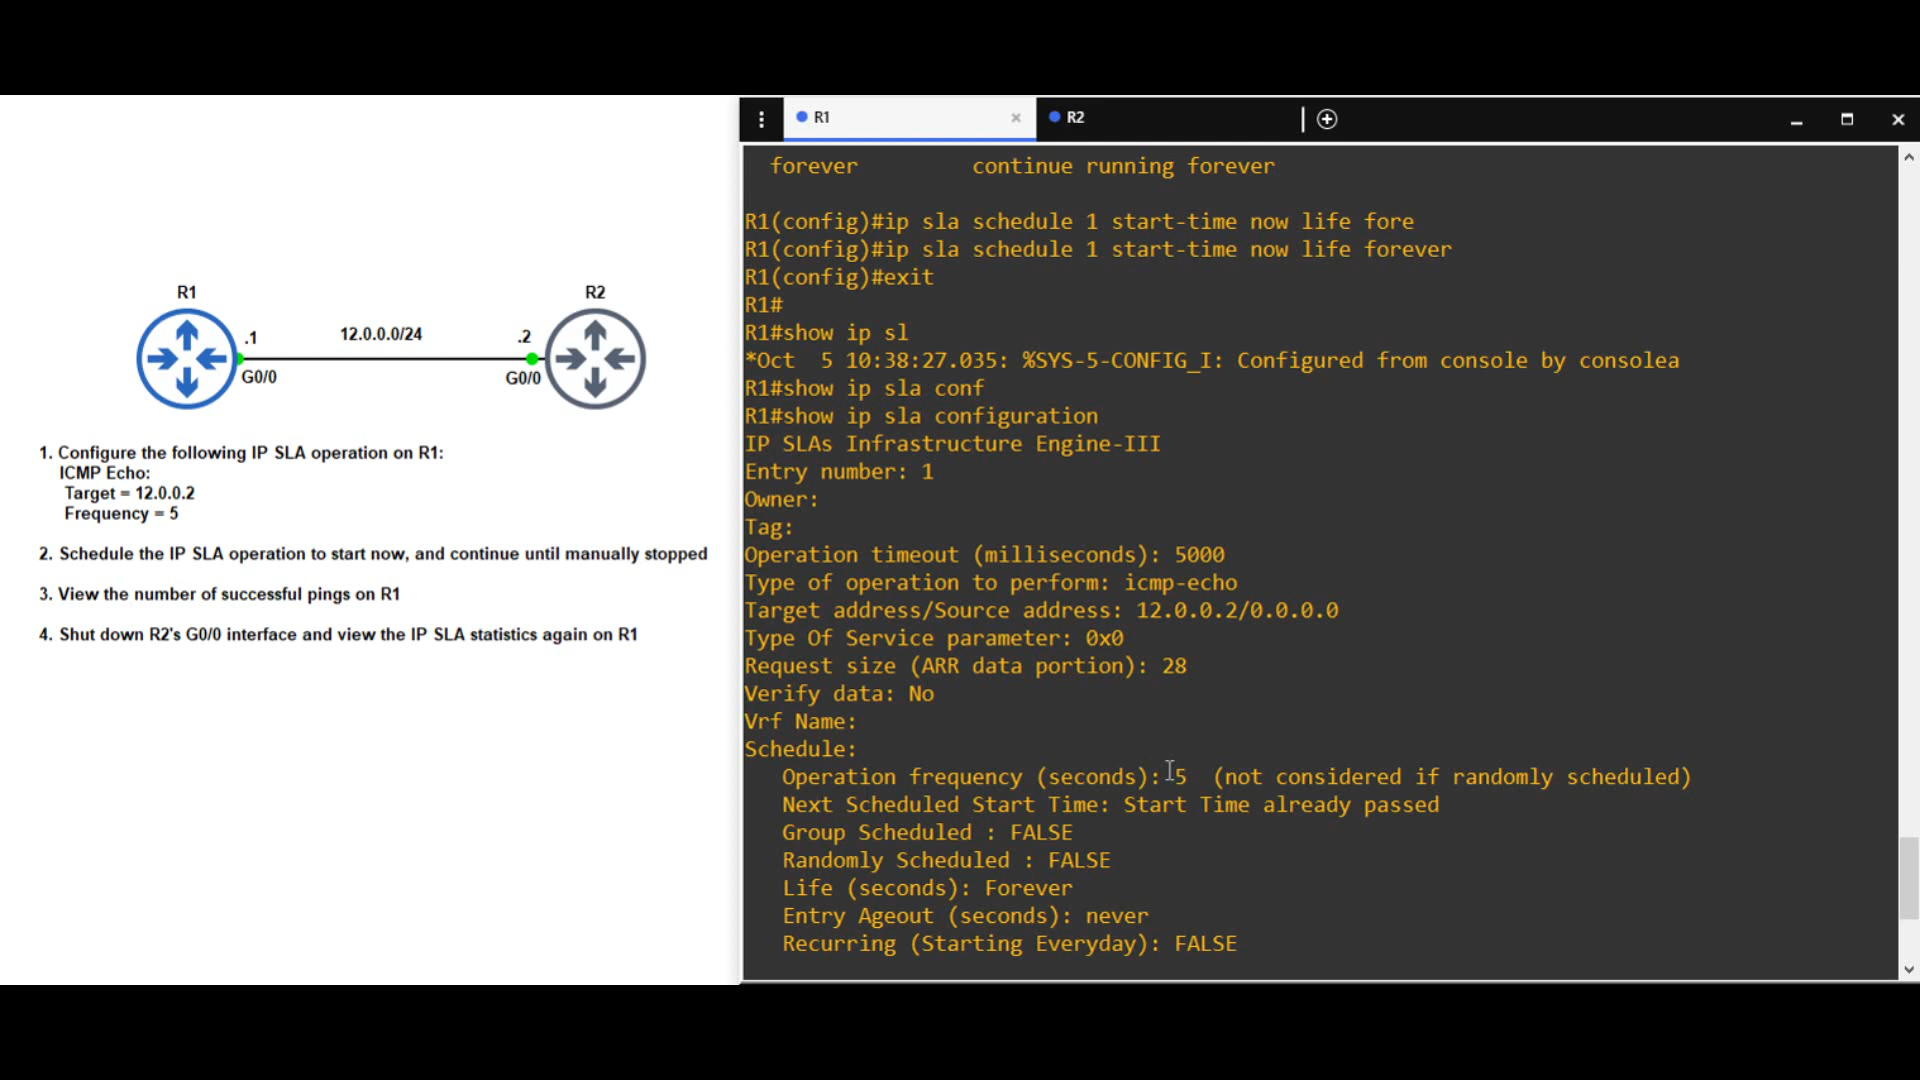 R1
R2
.1
12.0.0.0/24
.2
G0/0
G0/0
1. Configure the following IP SLA operation on R1:
ICMP Echo:
Target = 12.0.0.2
Frequency = 5
2. Schedule the IP SLA operation to start now, and continue until manually stopped
3. View the number of successful pings on R1
4. Shut down R2's G0/0 interface and view the IP SLA statistics again on R1
R1
R2
forever continue running forever
R1(config)#ip sla schedule 1 start-time now life fore
R1(config)#ip sla schedule 1 start-time now life forever
R1(config)#exit
R1#
R1#show ip sl
*Oct 5 10:38:27.035: %SYS-5-CONFIG_I: Configured from console by consolea
R1#show ip sla conf
R1#show ip sla configuration
IP SLAs Infrastructure Engine-III
Entry number: 1
Owner:
Tag:
Operation timeout (milliseconds): 5000
Type of operation to perform: icmp-echo
Target address/Source address: 12.0.0.2/0.0.0.0
Type Of Service parameter: 0x0
Request size (ARR data portion): 28
Verify data: No
Vrf Name:
Schedule:
Operation frequency (seconds): 5 (not considered if randomly scheduled)
Next Scheduled Start Time: Start Time already passed
Group Scheduled : FALSE
Randomly Scheduled : FALSE
Life (seconds): Forever
Entry Ageout (seconds): never
Recurring (Starting Everyday): FALSE